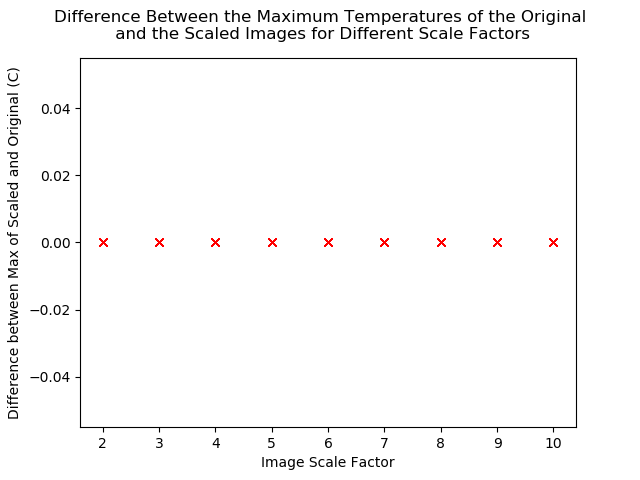 Difference Between the Maximum Temperatures of the Original
and the Scaled Images for Different Scale Factors
Difference between Max of Scaled and Original (C)
0.04
0.02
0.00
−0.02
−0.04
2 3 4 5 6 7 8 9 10
Image Scale Factor